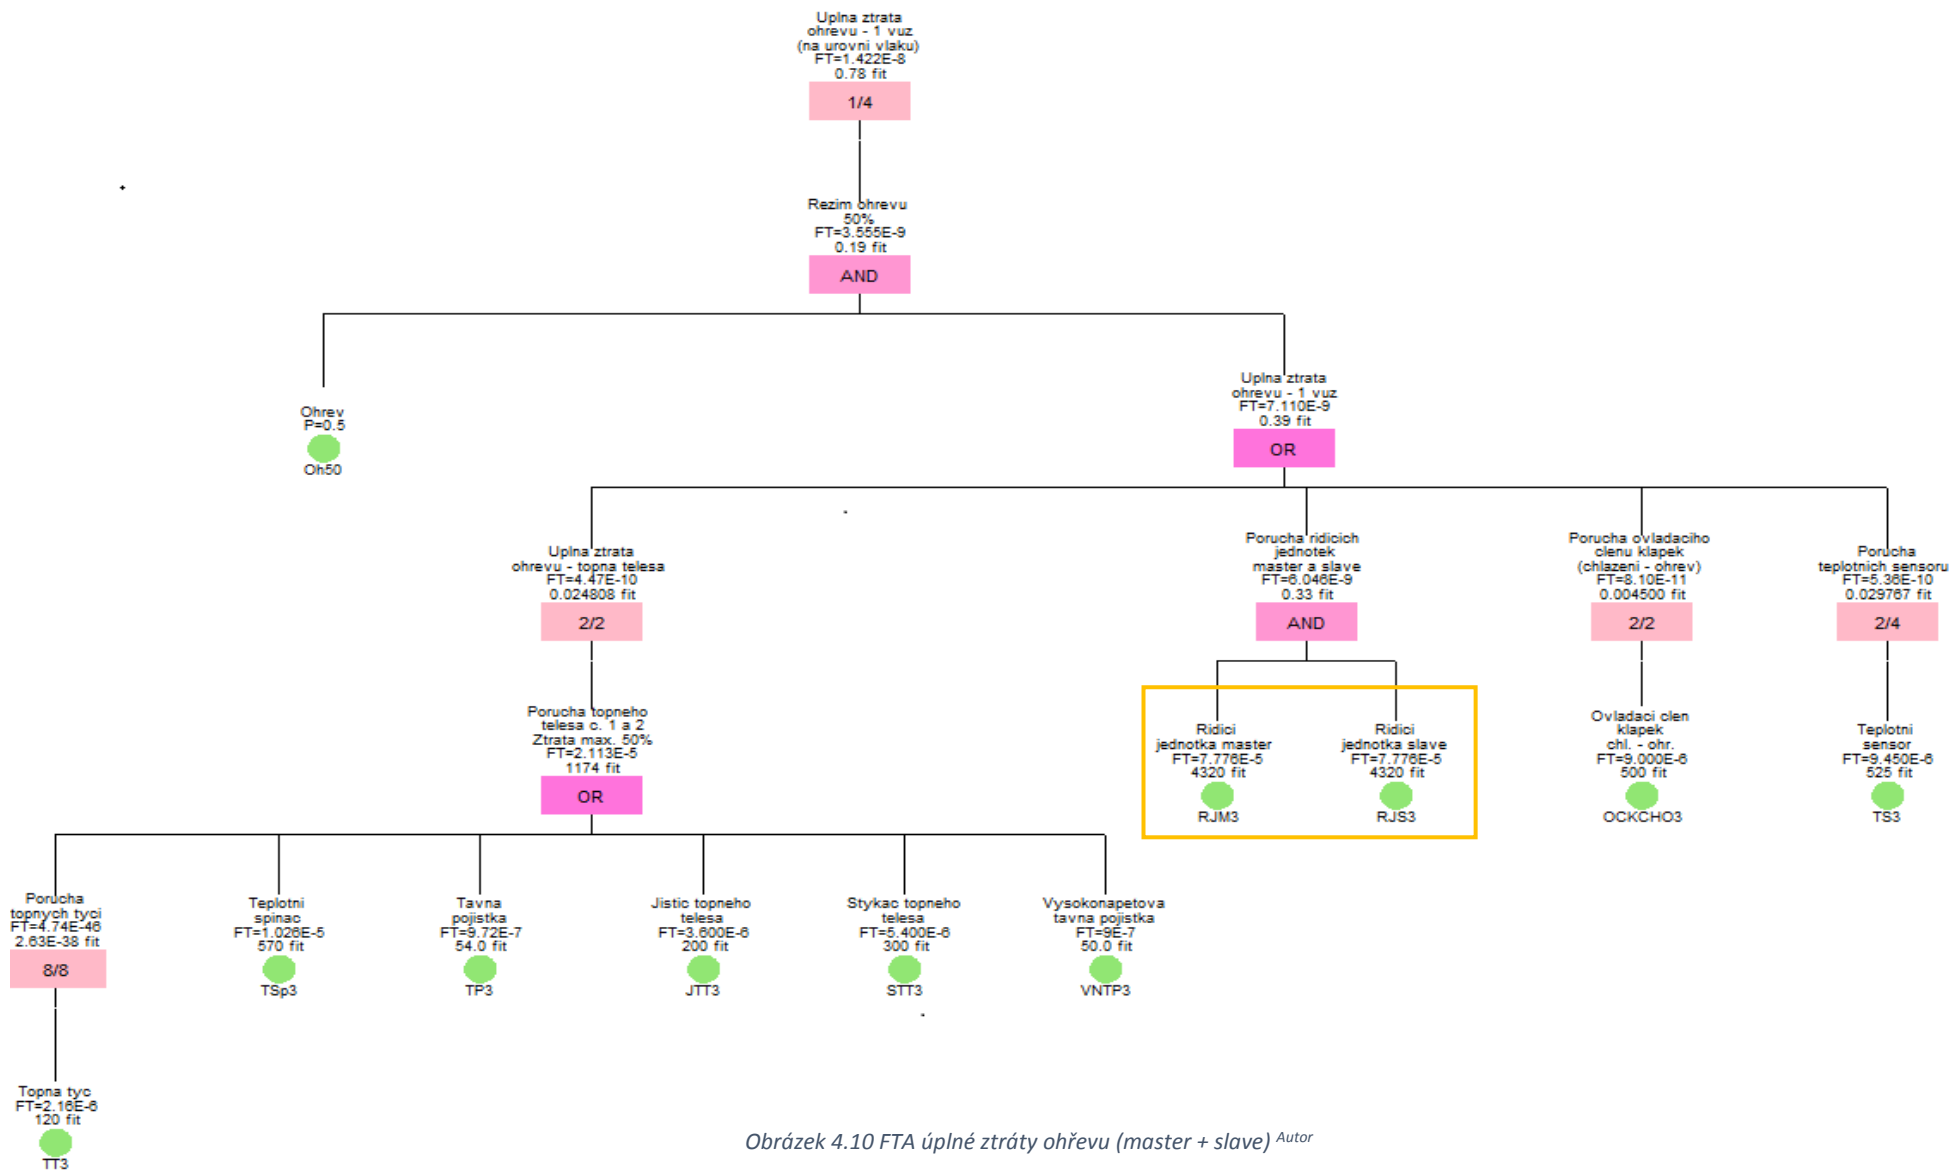 Uplna ztrata
ohrevu - 1 vuz
(na urovni vlaku)
FT=1.422E-8
0.78 fit
1/4
Rezim ohrevu
50%
FT=3.555E-9
0.19 fit
AND
Ohrev
P=0.5
Oh50
Uplna ztrata
ohrevu - 1 vuz
FT=7.110E-9
0.39 fit
OR
Uplna ztrata
ohrevu - topna telesa
FT=4.47E-10
0.024808 fit
2/2
Porucha ridicich
jednotek
master a slave
FT=6.046E-9
0.33 fit
AND
Porucha ovladaciho
clenu klapek
(chlazeni - ohrev)
FT=8.10E-11
0.004500 fit
2/2
Porucha
teplotnich sensoru
FT=5.36E-10
0.029767 fit
2/4
Porucha topneho
telesa c. 1 a 2
Ztrata max. 50%
FT=2.113E-5
1174 fit
OR
Ridici
jednotka master
FT=7.776E-5
4320 fit
RJM3
Ridici
jednotka slave
FT=7.776E-5
4320 fit
RJS3
Ovladaci clen
klapek
chl. - ohr.
FT=9.000E-6
500 fit
OCKCHO3
Teplotni
sensor
FT=9.450E-6
525 fit
TS3
Porucha
topnych tyci
FT=4.74E-46
2.63E-38 fit
8/8
Teplotni
spinac
FT=1.026E-5
570 fit
TSp3
Tavna
pojistka
FT=9.72E-7
54.0 fit
TP3
Jistic topneho
telesa
FT=3.600E-6
200 fit
JTT3
Stykac topneho
telesa
FT=5.400E-6
300 fit
STT3
Vysokonapetova
tavna pojistka
FT=9E-7
50.0 fit
VNTP3
Topna tyc
FT=2.16E-6
120 fit
TT3
Obrázek 4.10 FTA úplné ztráty ohřevu (master + slave) Autor